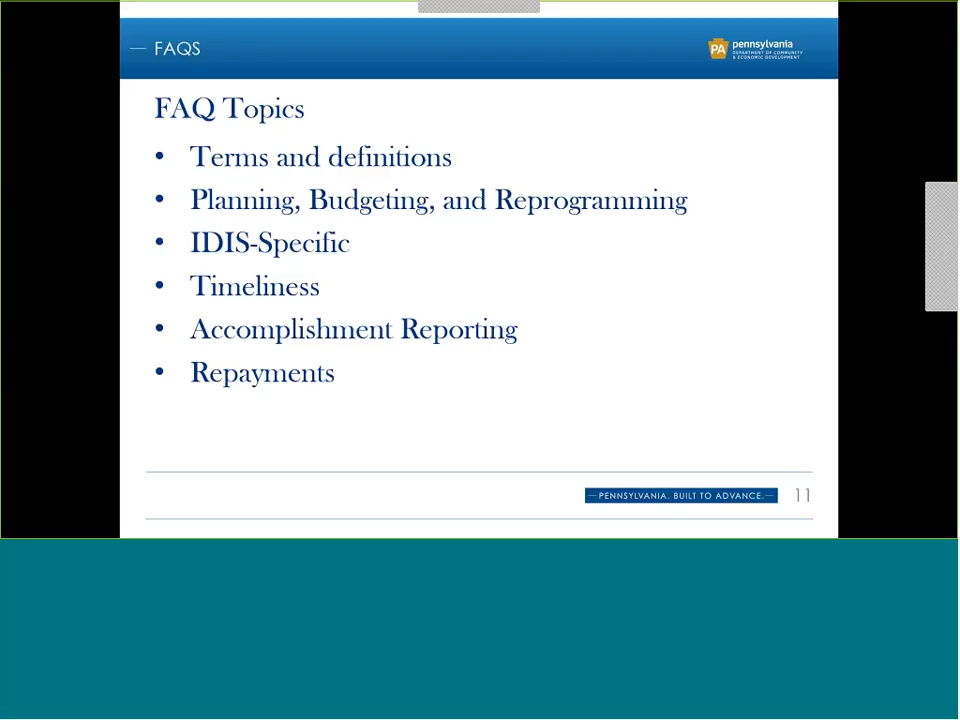 — FAQS
PA
pennsylvania
DEPARTMENT OF COMMUNITY
& ECONOMIC DEVELOPMENT
FAQ Topics
• Terms and definitions
• Planning, Budgeting, and Reprogramming
• IDIS-Specific
• Timeliness
• Accomplishment Reporting
• Repayments
— PENNSYLVANIA. BUILT TO ADVANCE.—
11